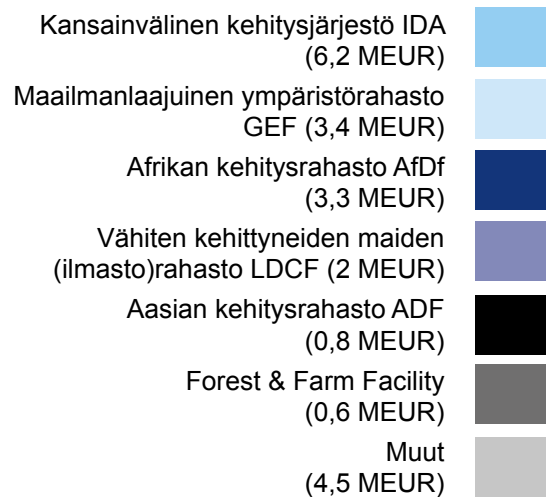 Kansainvälinen kehitysjärjestö IDA
(6,2 MEUR)
Maailmanlaajuinen ympäristörahasto
GEF (3,4 MEUR)
Afrikan kehitysrahasto AfDf
(3,3 MEUR)
Vähiten kehittyneiden maiden
(ilmasto)rahasto LDCF (2 MEUR)
Aasian kehitysrahasto ADF
(0,8 MEUR)
Forest & Farm Facility
(0,6 MEUR)
Muut
(4,5 MEUR)